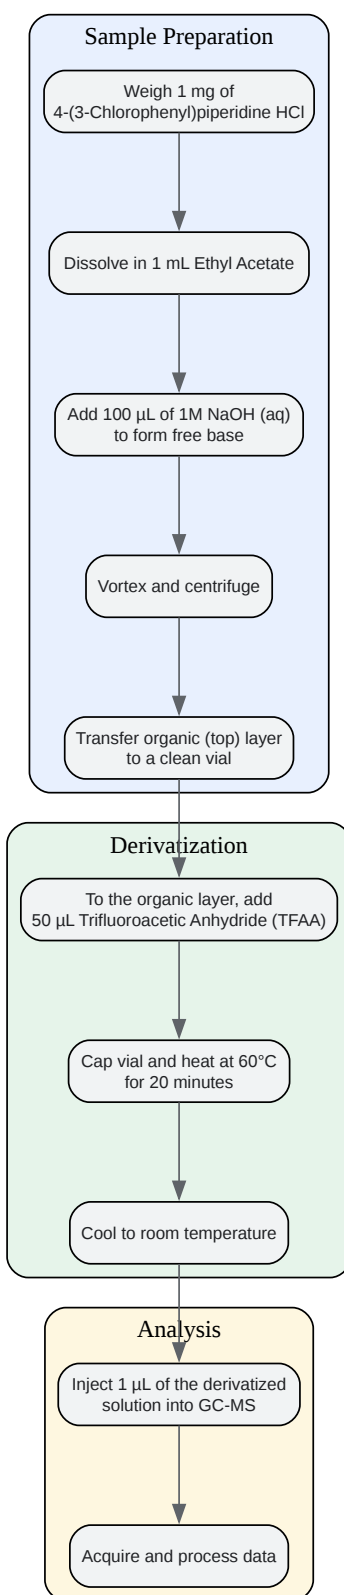 Sample Preparation
Weigh 1 mg of
4-(3-Chlorophenyl)piperidine HCl
Dissolve in 1 mL Ethyl Acetate
Add 100 µL of 1M NaOH (aq)
to form free base
Vortex and centrifuge
Transfer organic (top) layer
to a clean vial
Derivatization
To the organic layer, add
50 µL Trifluoroacetic Anhydride (TFAA)
Cap vial and heat at 60°C
for 20 minutes
Cool to room temperature
Analysis
Inject 1 µL of the derivatized
solution into GC-MS
Acquire and process data